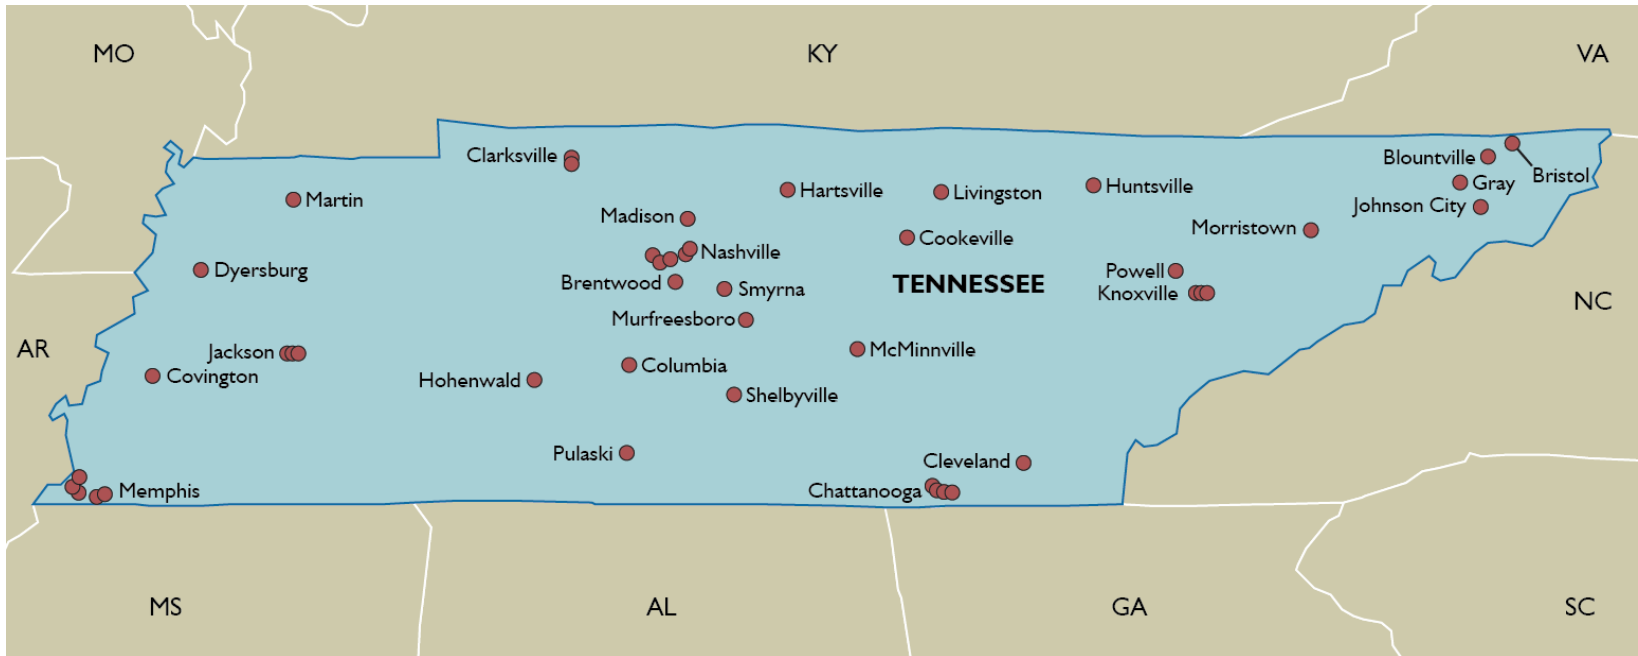 MO
KY
VA
Clarksville
Blountville
Bristol
Gray
Martin
Hartsville
Livingston
Huntsville
Johnson City
Madison
Morristown
Cookeville
Nashville
Dyersburg
Powell
Brentwood
TENNESSEE
Smyrna
Knoxville
NC
Murfreesboro
AR
Jackson
McMinnville
Columbia
Covington
Hohenwald
Shelbyville
Pulaski
Cleveland
Memphis
Chattanooga
MS
AL
GA
SC